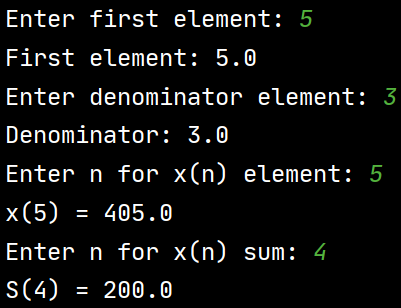 Enter first element: 5
First element: 5.0
Enter denominator element: 3
Denominator: 3.0
Enter n for x(n) element: 5
x(5) = 405.0
Enter n for x(n) sum: 4
S(4) = 200.0